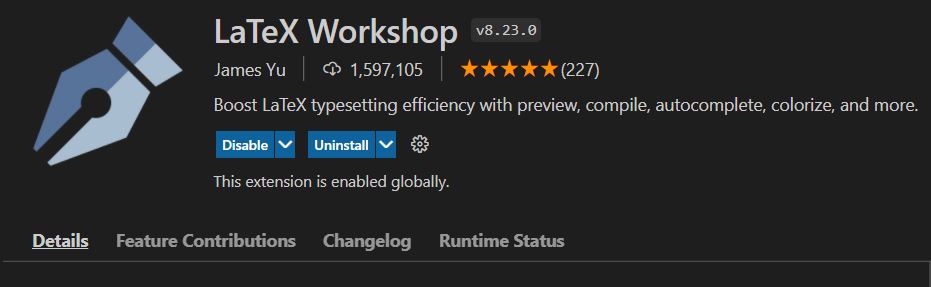 LaTeX Workshop v8.23.0
James Yu 1,597,105 (227)
Boost LaTeX typesetting efficiency with preview, compile, autocomplete, colorize, and more.
Disable Uninstall
This extension is enabled globally.
Details Feature Contributions Changelog Runtime Status